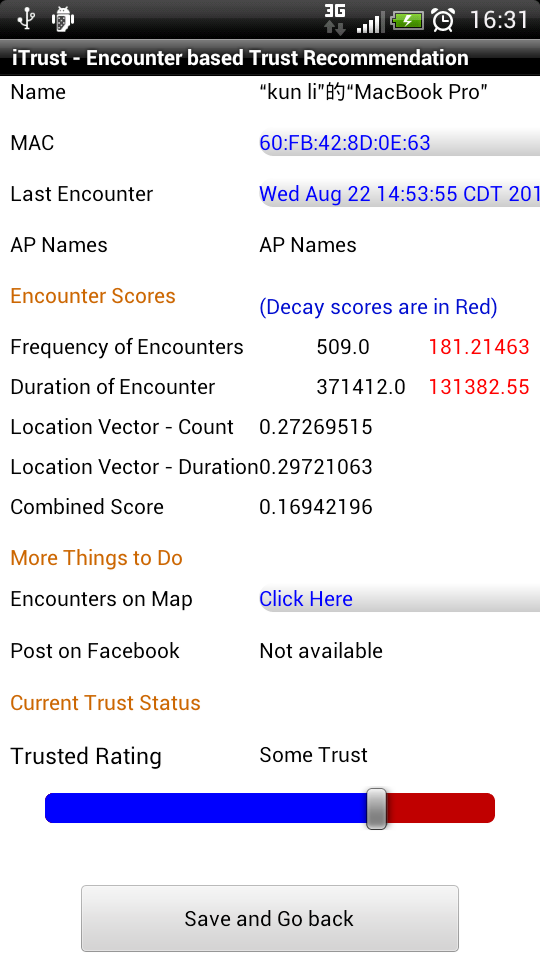 3G 16:31
iTrust - Encounter based Trust Recommendation
Name “kun li”的“MacBook Pro”
MAC 60:FB:42:8D:0E:63
Last Encounter Wed Aug 22 14:53:55 CDT 201
AP Names AP Names
Encounter Scores (Decay scores are in Red)
Frequency of Encounters 509.0 181.21463
Duration of Encounter 371412.0 131382.55
Location Vector - Count 0.27269515
Location Vector - Duration 0.29721063
Combined Score 0.16942196
More Things to Do
Encounters on Map Click Here
Post on Facebook Not available
Current Trust Status
Trusted Rating Some Trust
Save and Go back